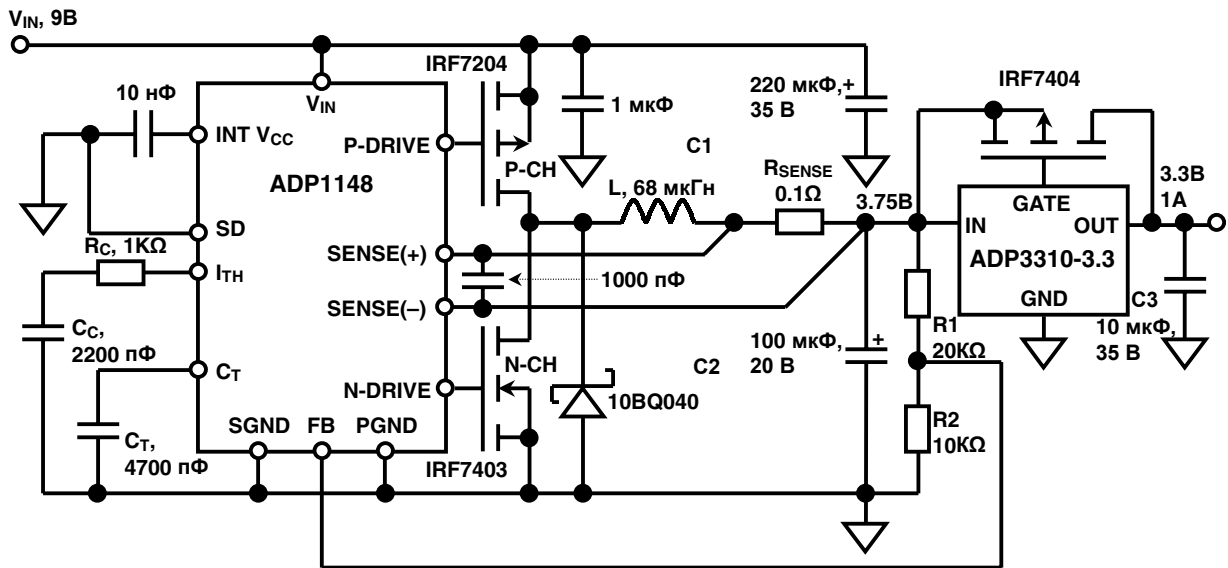 VIN, 9В
IRF7204
IRF7404
10 нФ
VIN
1 мкФ
220 мкФ,+
35 В
INT VCC
P-DRIVE
C1
P-CH
ADP1148
RSENSE
0.1Ω
3.3В
1А
L, 68 мкГн
3.75В
GATE
SD
IN
OUT
RC, 1KΩ
SENSE(+)
ADP3310-3.3
ITH
1000 пФ
SENSE(–)
GND
C3
CC,
2200 пФ
R1
20KΩ
10 мкФ,
35 В
100 мкФ,
20 В
+
C2
N-CH
CT
N-DRIVE
10BQ040
SGND
FB
PGND
R2
10KΩ
CT,
4700 пФ
IRF7403